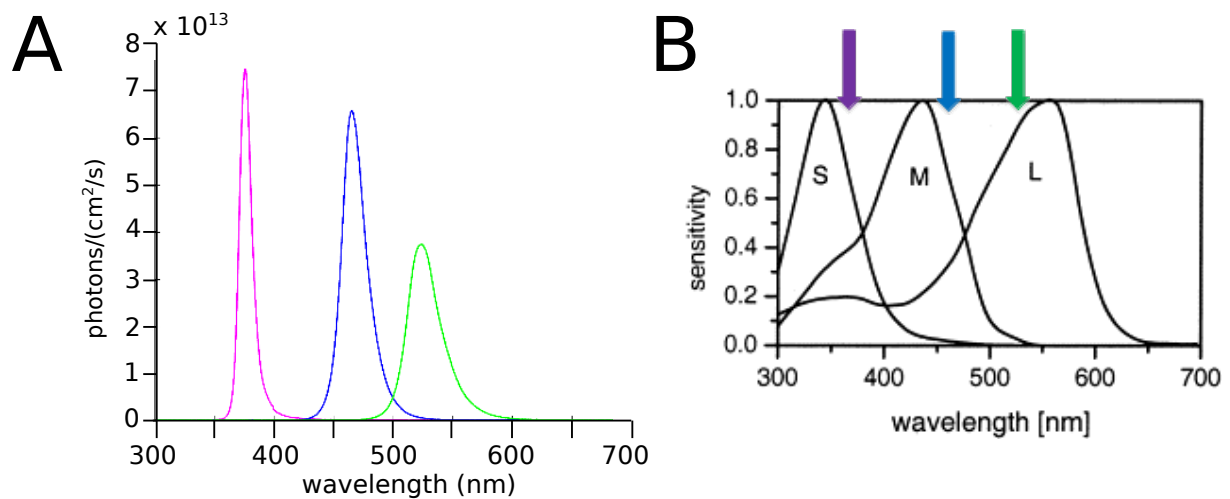 A
x 10¹³
8
7
6
5
4
3
2
1
0
photons/(cm²/s)
300 400 500 600 700
wavelength (nm)
B
1.0
0.8
0.6
0.4
0.2
0.0
sensitivity
S M L
300 400 500 600 700
wavelength [nm]